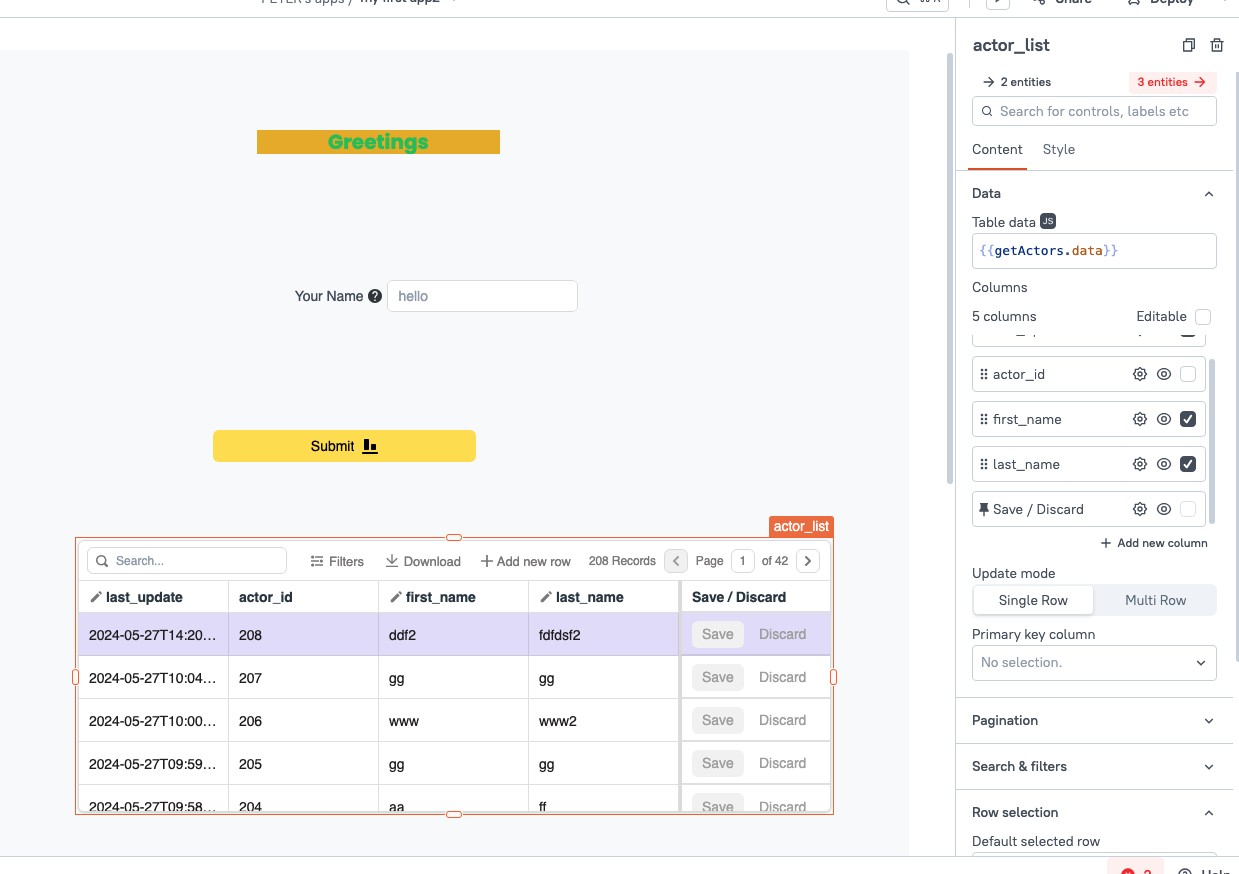 PETER's apps / my first app2
⌘ K
Share
Deploy
Greetings
Your Name ?
hello
Submit
actor_list
Search...
Filters
Download
Add new row
208 Records
Page
1
of 42
last_update actor_id first_name last_name Save / Discard
2024-05-27T14:20... 208 ddf2 fdfdsf2 Save Discard
2024-05-27T10:04... 207 gg gg Save Discard
2024-05-27T10:00... 206 www www2 Save Discard
2024-05-27T09:59... 205 gg gg Save Discard
2024-05-27T09:58... 204 aa ff Save Discard
actor_list
2 entities
3 entities
Search for controls, labels etc
Content Style
Data
Table data JS
{{getActors.data}}
Columns
5 columns Editable
actor_id
first_name
last_name
Save / Discard
Add new column
Update mode
Single Row Multi Row
Primary key column
No selection.
Pagination
Search & filters
Row selection
Default selected row
Help